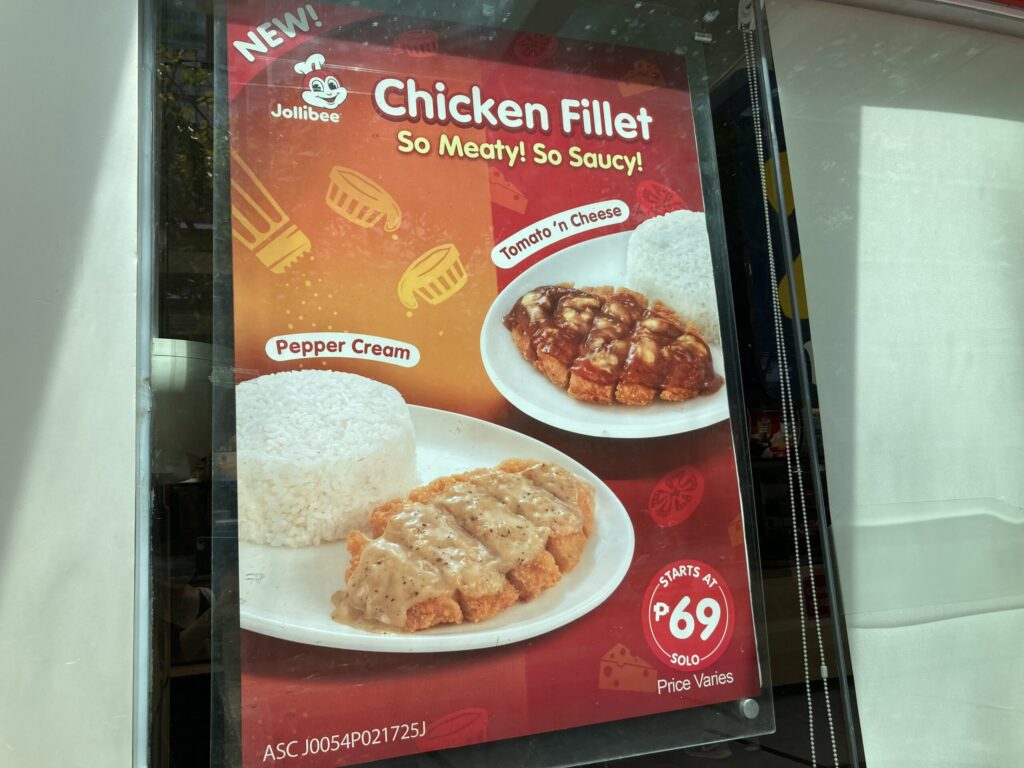 NEW!
Jollibee
Chicken Fillet
So Meaty! So Saucy!
Tomato 'n Cheese
Pepper Cream
STARTS AT
₱69
SOLO
Price Varies
ASC J0054P021725J